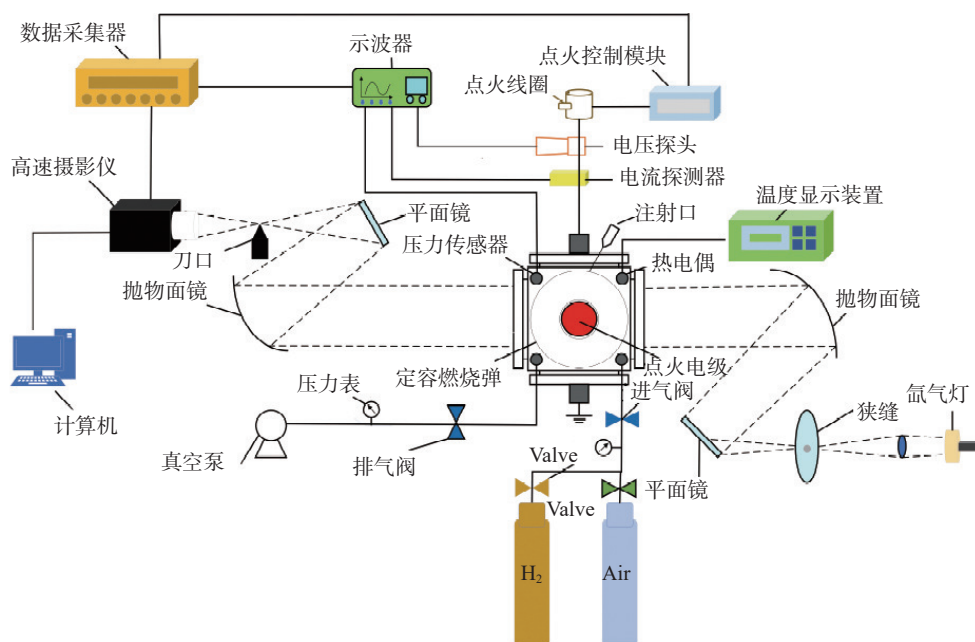 数据采集器
示波器
点火控制模块
点火线圈
电压探头
高速摄影仪
电流探测器
平面镜
注射口
温度显示装置
刀口
压力传感器
热电偶
抛物面镜
抛物面镜
点火电级
定容燃烧弹
压力表
进气阀
氙气灯
狭缝
计算机
真空泵
排气阀
Valve
平面镜
Valve
H₂
Air